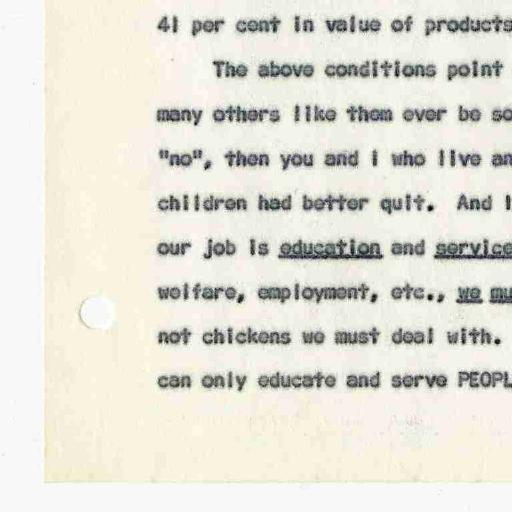 41 per cent in value of products
The above conditions point
many others like them ever be so
"no", then you and I who live an
children had better quit. And I
our job is education and service
welfare, employment, etc., we mu
not chickens we must deal with.
can only educate and serve PEOPL